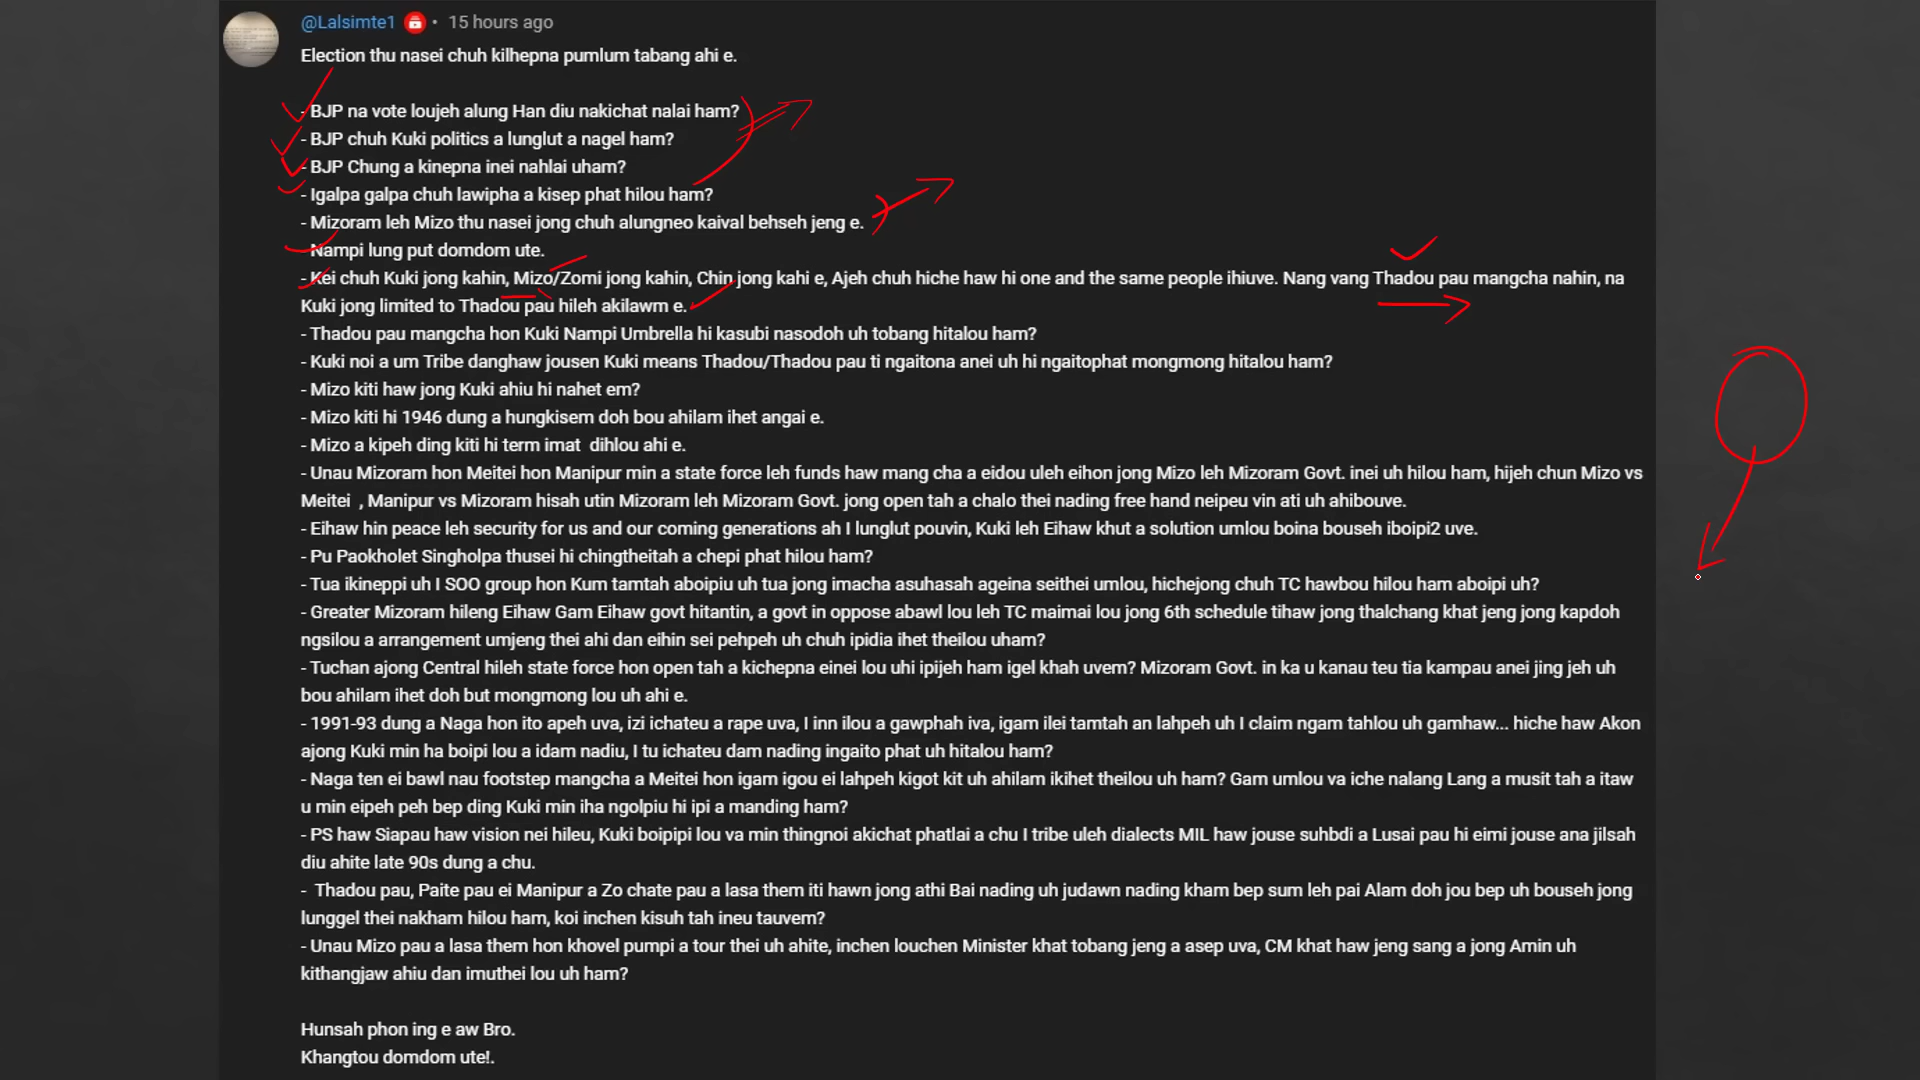 @Lalsimte1 • 15 hours ago
Election thu nasei chuh kilhepna pumlum tabang ahi e.
- BJP na vote loujeh alung Han diu nakichat nalai ham?
- BJP chuh Kuki politics a lunglut a nagel ham?
- BJP Chung a kinepna inei nahlai uham?
- Igalpa galpa chuh lawipha a kisep phat hilou ham?
- Mizoram leh Mizo thu nasei jong chuh alungneo kaival behseh jeng e.
- Nampi lung put domdom ute.
- Kei chuh Kuki jong kahin, Mizo/Zomi jong kahin, Chin jong kahi e, Ajeh chuh hiche haw hi one and the same people ihiuve. Nang vang Thadou pau mangcha nahin, na
Kuki jong limited to Thadou pau hileh akilawm e.
- Thadou pau mangcha hon Kuki Nampi Umbrella hi kasubi nasodoh uh tobang hitalou ham?
- Kuki noi a um Tribe danghaw jousen Kuki means Thadou/Thadou pau ti ngaitona anei uh hi ngaitophat mongmong hitalou ham?
- Mizo kiti haw jong Kuki ahiu hi nahet em?
- Mizo kiti hi 1946 dung a hungkisem doh bou ahilam ihet angai e.
- Mizo a kipeh ding kiti hi term imat  dihlou ahi e.
- Unau Mizoram hon Meitei hon Manipur min a state force leh funds haw mang cha a eidou uleh eihon jong Mizo leh Mizoram Govt. inei uh hilou ham, hijeh chun Mizo vs
Meitei  , Manipur vs Mizoram hisah utin Mizoram leh Mizoram Govt. jong open tah a chalo thei nading free hand neipeu vin ati uh ahibouve.
- Eihaw hin peace leh security for us and our coming generations ah I lunglut pouvin, Kuki leh Eihaw khut a solution umlou boina bouseh iboipi2 uve.
- Pu Paokholet Singholpa thusei hi chingtheitah a chepi phat hilou ham?
- Tua ikineppi uh I SOO group hon Kum tamtah aboipiu uh tua jong imacha asuhasah ageina seithei umlou, hichejong chuh TC hawbou hilou ham aboipi uh?
- Greater Mizoram hileng Eihaw Gam Eihaw govt hitantin, a govt in oppose abawl lou leh TC maimai lou jong 6th schedule tihaw jong thalchang khat jeng jong kapdoh
ngsilou a arrangement umjeng thei ahi dan eihin sei pehpeh uh chuh ipidia ihet theilou uham?
- Tuchan ajong Central hileh state force hon open tah a kichepna einei lou uhi ipijeh ham igel khah uvem? Mizoram Govt. in ka u kanau teu tia kampau anei jing jeh uh
bou ahilam ihet doh but mongmong lou uh ahi e.
- 1991-93 dung a Naga hon ito apeh uva, izi ichateu a rape uva, I inn ilou a gawphah iva, igam ilei tamtah an lahpeh uh I claim ngam tahlou uh gamhaw... hiche haw Akon
ajong Kuki min ha boipi lou a idam nadiu, I tu ichateu dam nading ingaito phat uh hitalou ham?
- Naga ten ei bawl nau footstep mangcha a Meitei hon igam igou ei lahpeh kigot kit uh ahilam ikihet theilou uh ham? Gam umlou va iche nalang Lang a musit tah a itaw
u min eipeh peh bep ding Kuki min iha ngolpiu hi ipi a manding ham?
- PS haw Siapau haw vision nei hileu, Kuki boipipi lou va min thingnoi akichat phatlai a chu I tribe uleh dialects MIL haw jouse suhbdi a Lusai pau hi eimi jouse ana jilsah
diu ahite late 90s dung a chu.
-  Thadou pau, Paite pau ei Manipur a Zo chate pau a lasa them iti hawn jong athi Bai nading uh judawn nading kham bep sum leh pai Alam doh jou bep uh bouseh jong
lunggel thei nakham hilou ham, koi inchen kisuh tah ineu tauvem?
- Unau Mizo pau a lasa them hon khovel pumpi a tour thei uh ahite, inchen louchen Minister khat tobang jeng a asep uva, CM khat haw jeng sang a jong Amin uh
kithangjaw ahiu dan imuthei lou uh ham?
Hunsah phon ing e aw Bro.
Khangtou domdom ute!.